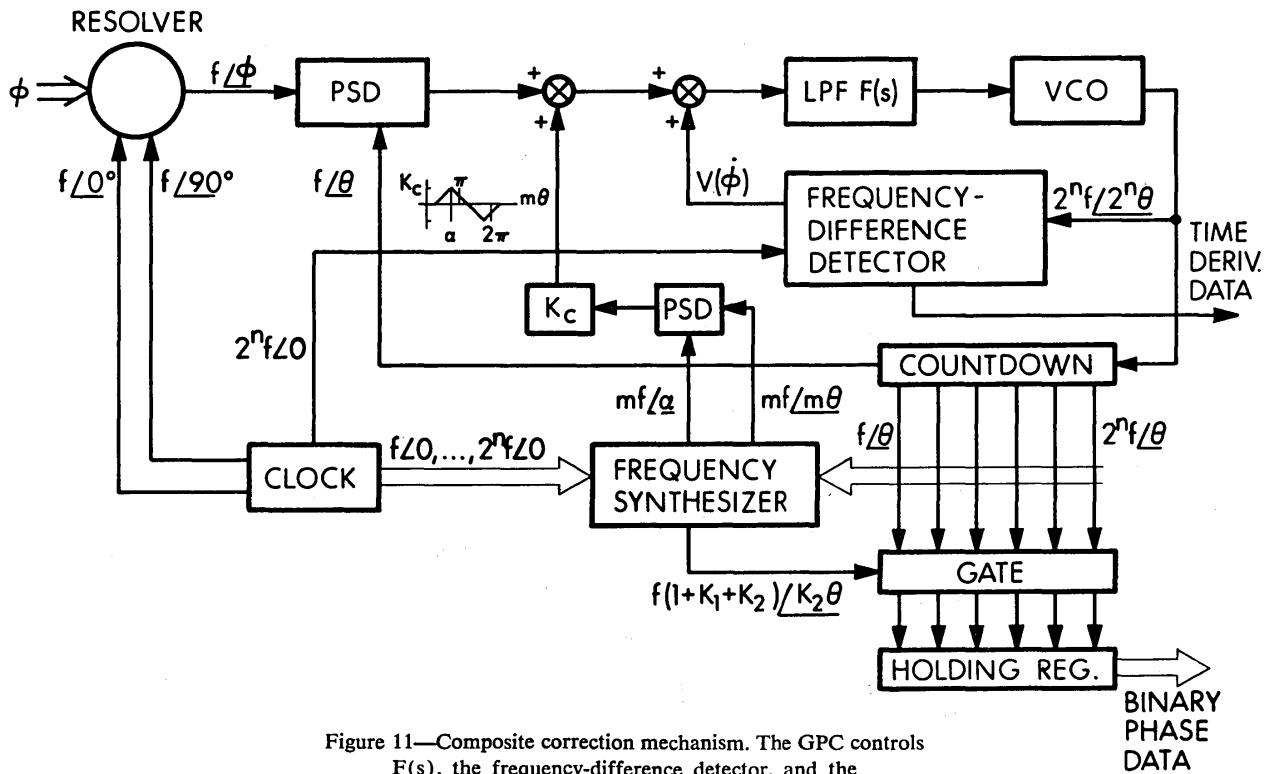 RESOLVER
ϕ
f/ϕ
PSD
+
+
+
+
LPF F(s)
VCO
f/0°
f/90°
f/θ
K_c
π
mθ
α
2π
V(ϕ̇)
FREQUENCY-
DIFFERENCE
DETECTOR
2ⁿf/2ⁿθ
TIME
DERIV.
DATA
K_C
PSD
2ⁿf∠0
COUNTDOWN
mf/α
mf/mθ
f/θ
2ⁿf/θ
CLOCK
f∠0,...,2ⁿf∠0
FREQUENCY
SYNTHESIZER
GATE
f(1+K₁+K₂)/K₂θ
HOLDING REG.
BINARY
PHASE
DATA
Figure 11—Composite correction mechanism. The GPC controls
F(s), the frequency-difference detector, and the